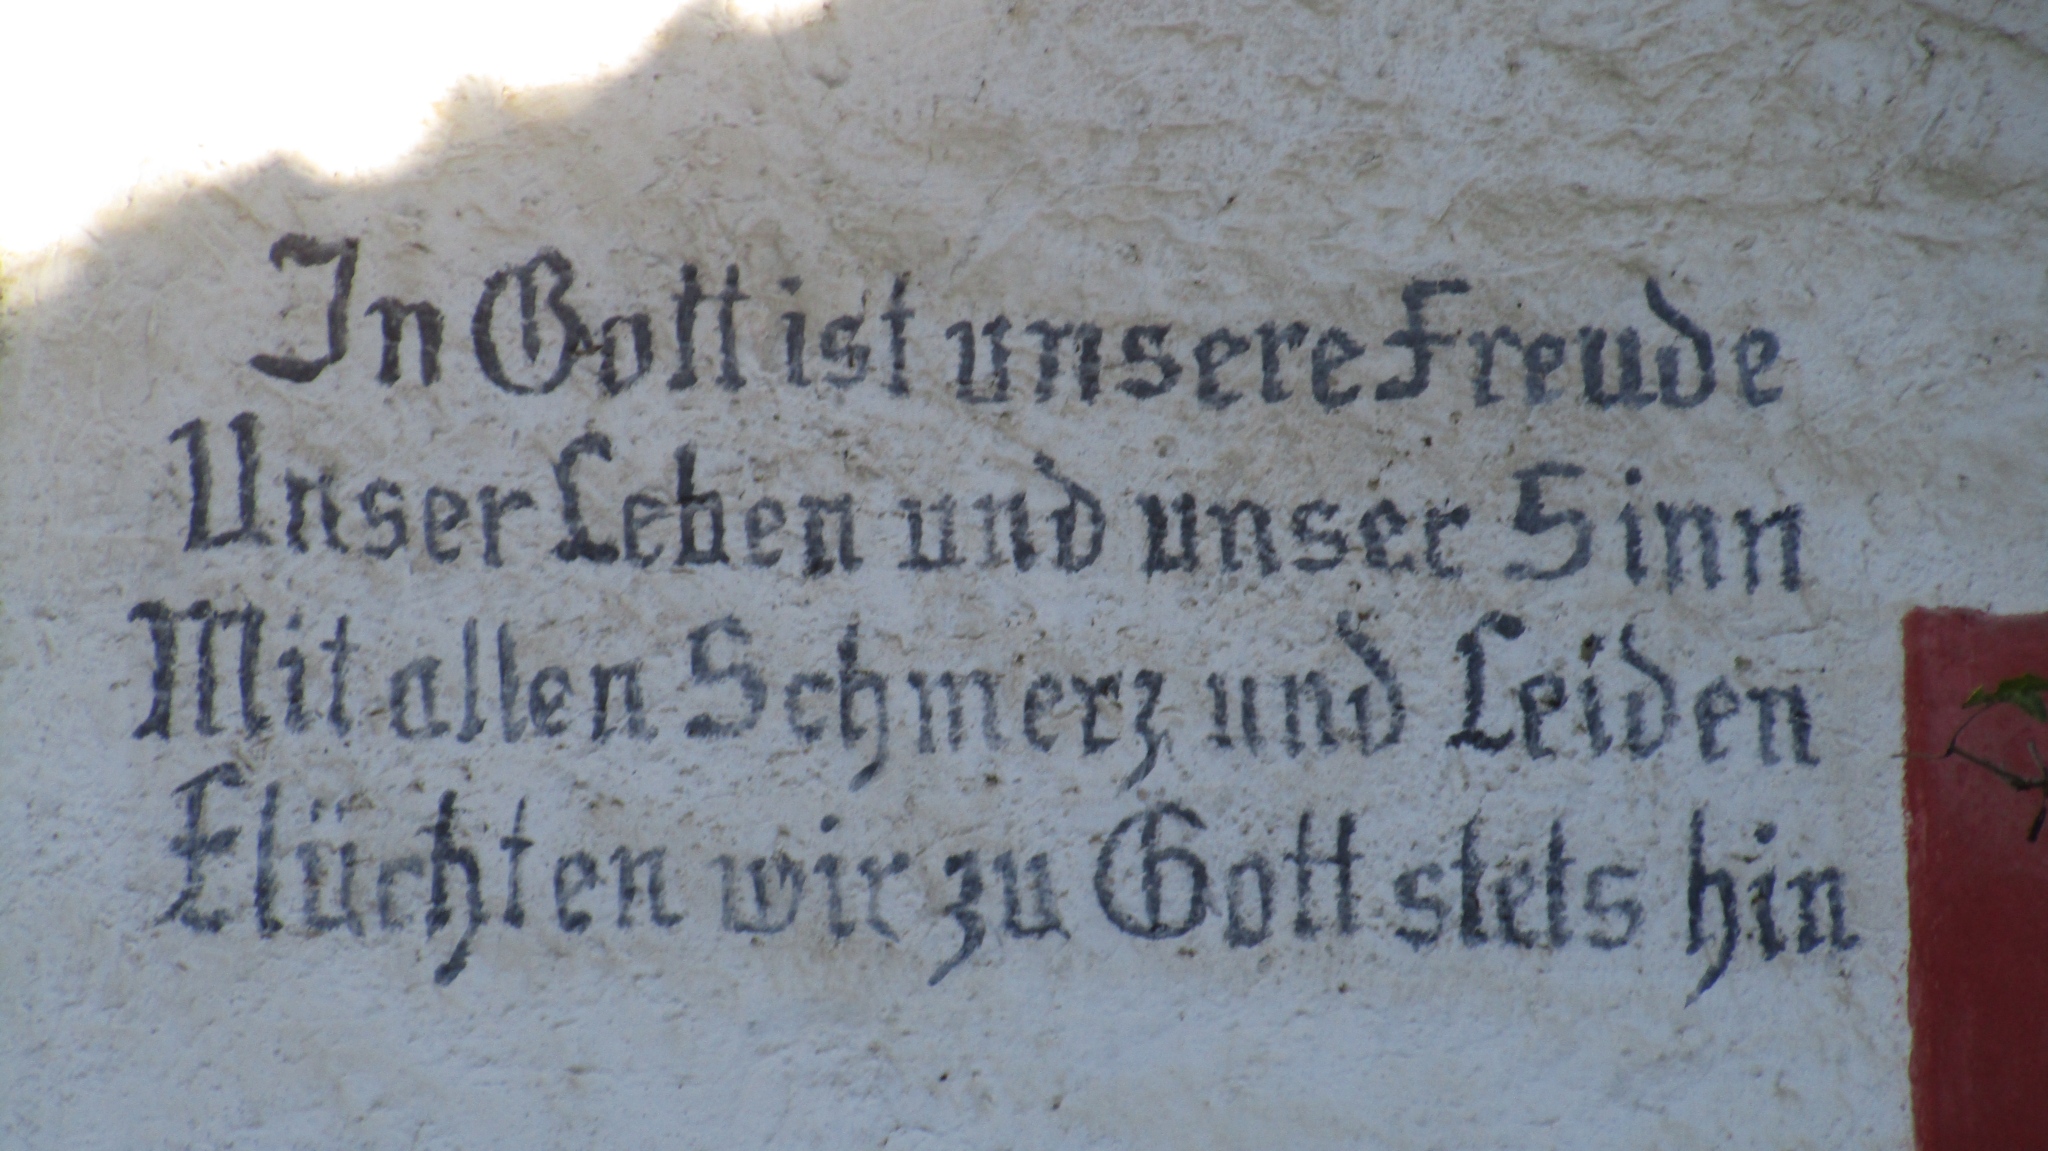 In Gott ist unsere Freude
Unser Leben und unser Sinn
Mit allen Schmerz und Leiden
Flüchten wir zu Gott stets hin